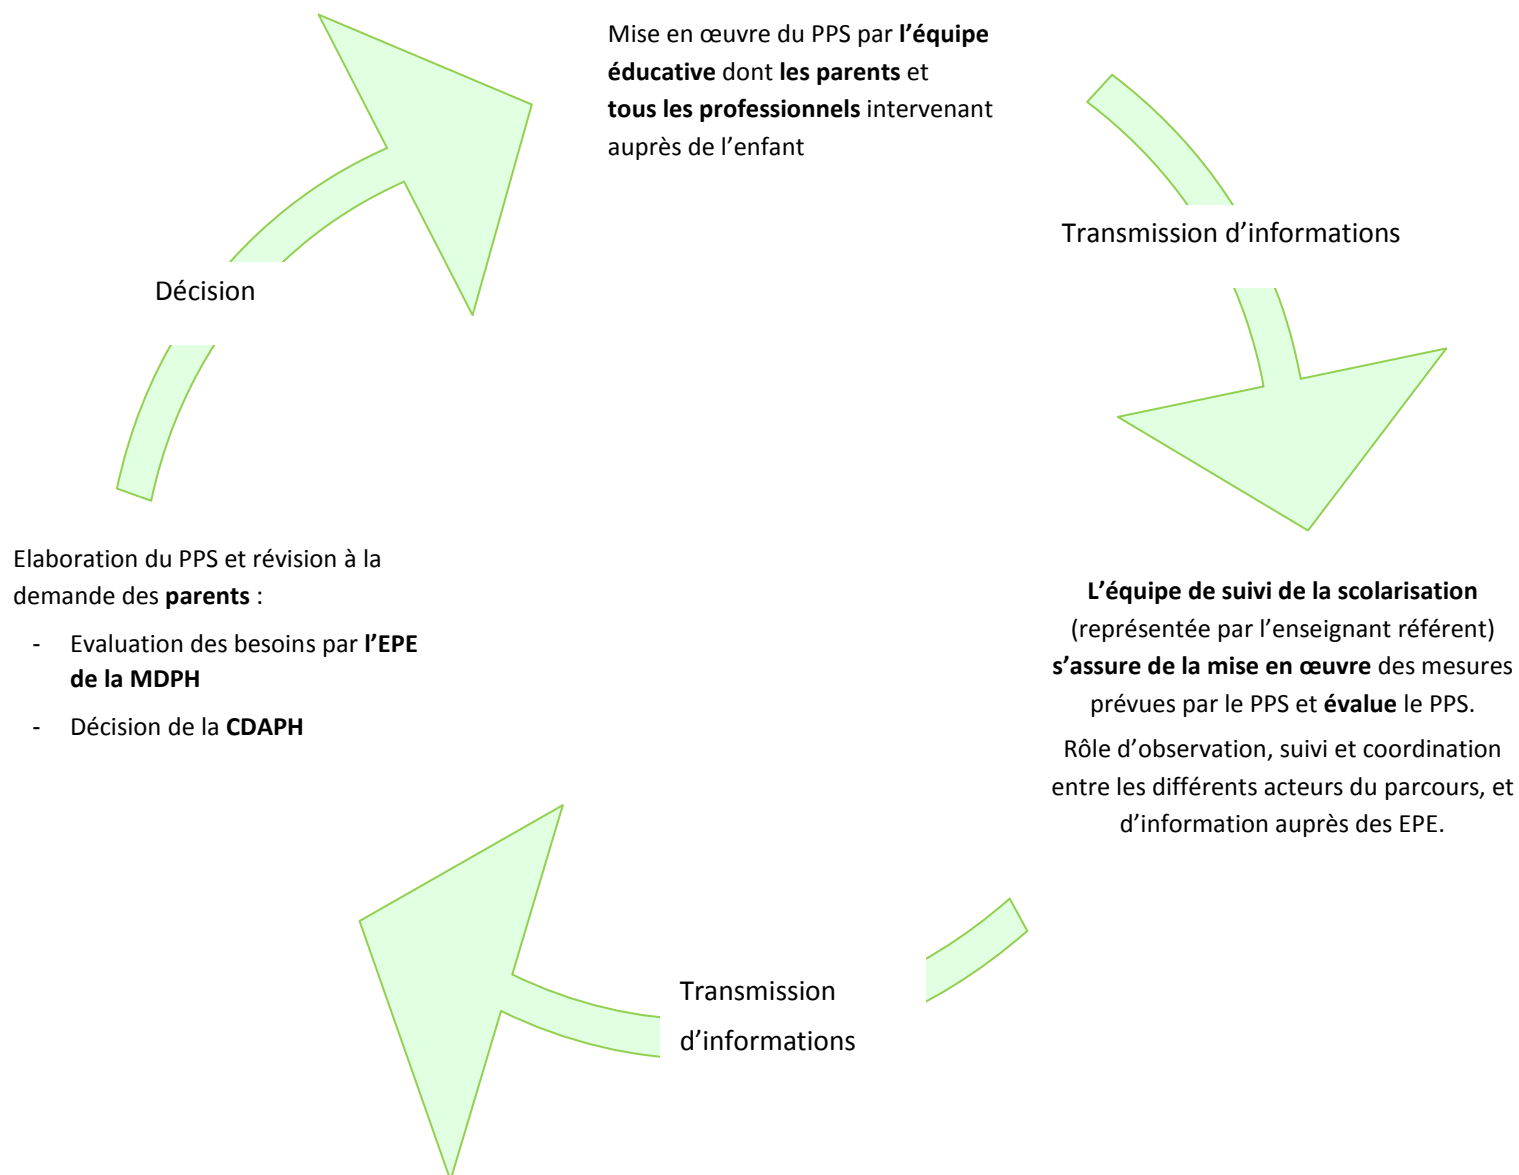 Mise en œuvre du PPS par l’équipe
éducative dont les parents et
tous les professionnels intervenant
auprès de l’enfant
Transmission d’informations
Décision
Elaboration du PPS et révision à la
demande des parents :
- Evaluation des besoins par l’EPE
de la MDPH
- Décision de la CDAPH
L’équipe de suivi de la scolarisation
(représentée par l’enseignant référent)
s’assure de la mise en œuvre des mesures
prévues par le PPS et évalue le PPS.
Rôle d’observation, suivi et coordination
entre les différents acteurs du parcours, et
d’information auprès des EPE.
Transmission
d’informations